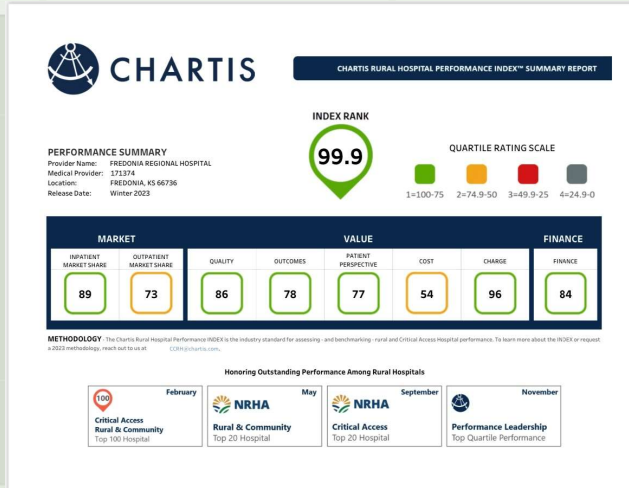 CHARTIS
CHARTIS RURAL HOSPITAL PERFORMANCE INDEX™ SUMMARY REPORT
INDEX RANK
99.9
PERFORMANCE SUMMARY
Provider Name: FREDONIA REGIONAL HOSPITAL
Medical Provider: 171374
Location: FREDONIA, KS 66736
Release Date: Winter 2023
QUARTILE RATING SCALE
1=100-75 2=74.9-50 3=49.9-25 4=24.9-0
MARKET VALUE FINANCE
INPATIENT MARKET SHARE
OUTPATIENT MARKET SHARE
QUALITY
OUTCOMES
PATIENT PERSPECTIVE
COST
CHARGE
FINANCE
89 73 86 78 77 54 96 84
METHODOLOGY - The Chartis Rural Hospital Performance INDEX is the industry standard for assessing - and benchmarking - rural and Critical Access Hospital performance. To learn more about the INDEX or request
a 2023 methodology, reach out to us at
Honoring Outstanding Performance Among Rural Hospitals
100 February
Critical Access
Rural & Community
Top 100 Hospital
May
NRHA
Rural & Community
Top 20 Hospital
September
NRHA
Critical Access
Top 20 Hospital
November
Performance Leadership
Top Quartile Performance